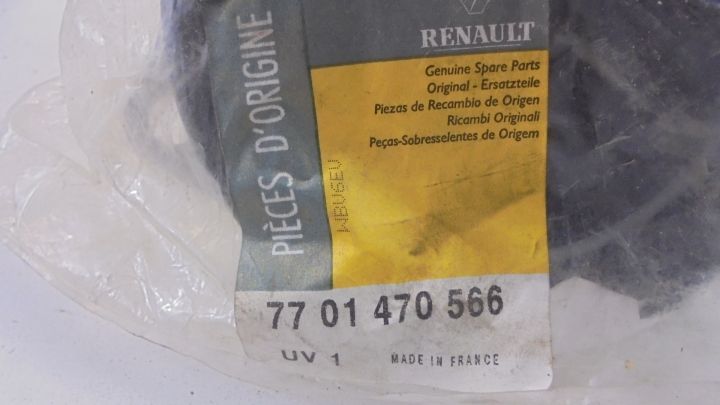 PIÈCES D'ORIGINE
RENAULT
Genuine Spare Parts
Original - Ersatzteile
Piezas de Recambio de Origen
Ricambi Originali
Peças-Sobresselentes de Origem
WBUGEU
77 01 470 566
UV 1
MADE IN FRANCE